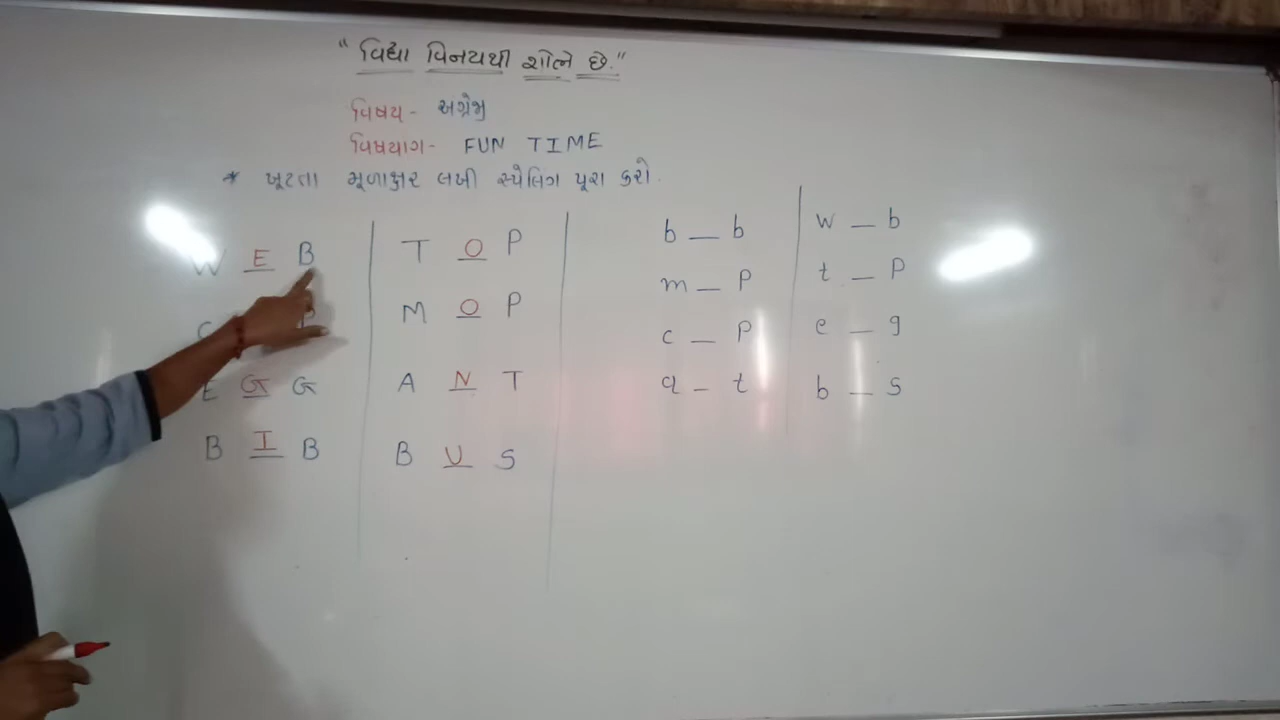 "વિદ્યા વિનયથી શોભે છે."
વિષય - અંગ્રેજી
વિષયાંગ - FUN TIME
* ખૂટતા મૂળાક્ષર લખી સ્પેલિંગ પૂરા કરો.
W E B T O P b _ b w _ b
C P M O P m _ p t _ p
E G G A N T c _ p e _ g
B I B B U S a _ t b _ s